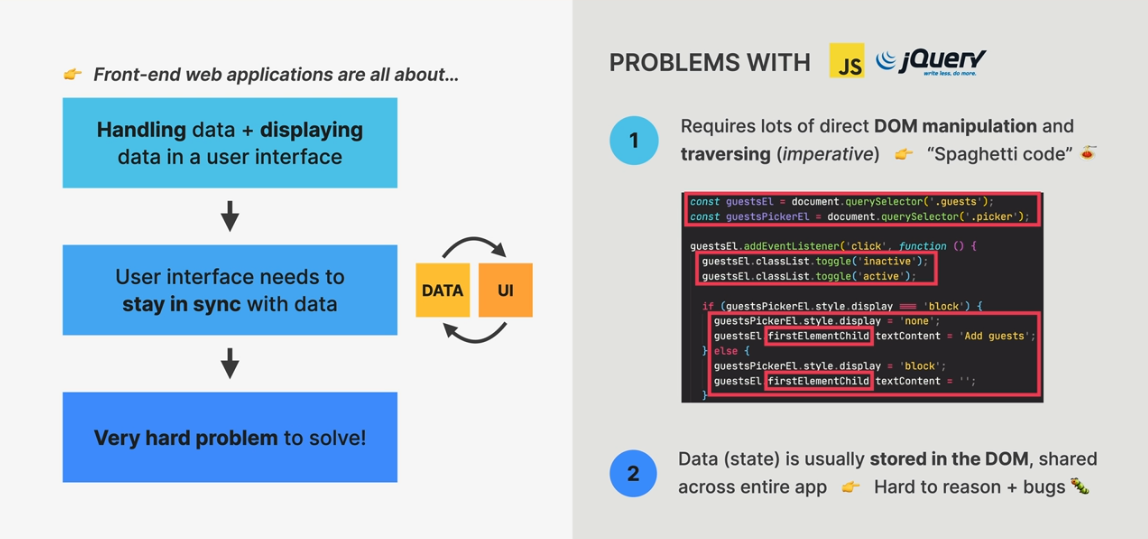 👉 Front-end web applications are all about...
Handling data + displaying
data in a user interface
User interface needs to
stay in sync with data
DATA
UI
Very hard problem to solve!
PROBLEMS WITH
JS
jQuery
write less, do more.
1
Requires lots of direct DOM manipulation and
traversing (imperative) 👉 “Spaghetti code” 🍝
const guestsEl = document.querySelector('.guests');
const guestsPickerEl = document.querySelector('.picker');
guestsEl.addEventListener('click', function () {
guestsEl.classList.toggle('inactive');
guestsEl.classList.toggle('active');
if (guestsPickerEl.style.display === 'block') {
guestsPickerEl.style.display = 'none';
guestsEl.firstElementChild.textContent = 'Add guests';
} else {
guestsPickerEl.style.display = 'block';
guestsEl.firstElementChild.textContent = '';
}
2
Data (state) is usually stored in the DOM, shared
across entire app 👉 Hard to reason + bugs 🐛